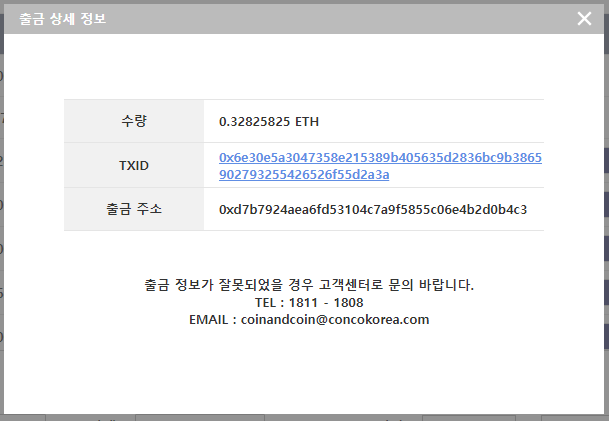 출금 상세 정보
수량 0.32825825 ETH
TXID 0x6e30e5a3047358e215389b405635d2836bc9b3865
902793255426526f55d2a3a
출금 주소 0xd7b7924aea6fd53104c7a9f5855c06e4b2d0b4c3
출금 정보가 잘못되었을 경우 고객센터로 문의 바랍니다.
TEL : 1811 - 1808
EMAIL : coinandcoin@concokorea.com